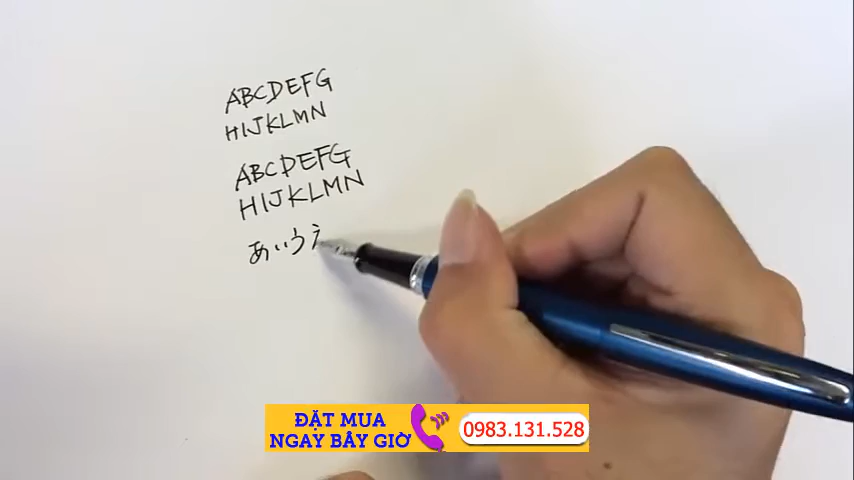 ABCDEFG
HIJKLMN
ABCDEFG
HIJKLMN
あいうえ
ĐẶT MUA
NGAY BÂY GIỜ
0983.131.528